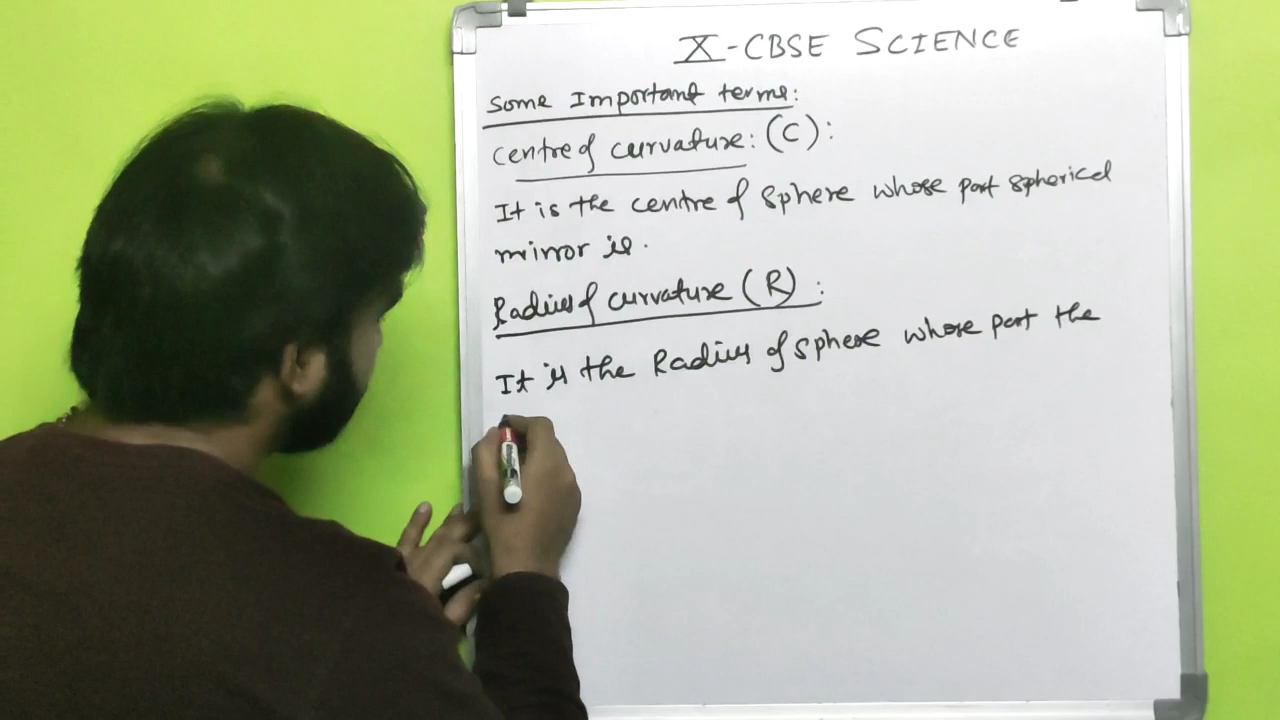 X-CBSE SCIENCE
Some Important terms:
Centre of curvature: (C):
It is the centre of sphere whose part spherical
mirror is.
Radius of curvature (R):
It is the Radius of sphere whose part the